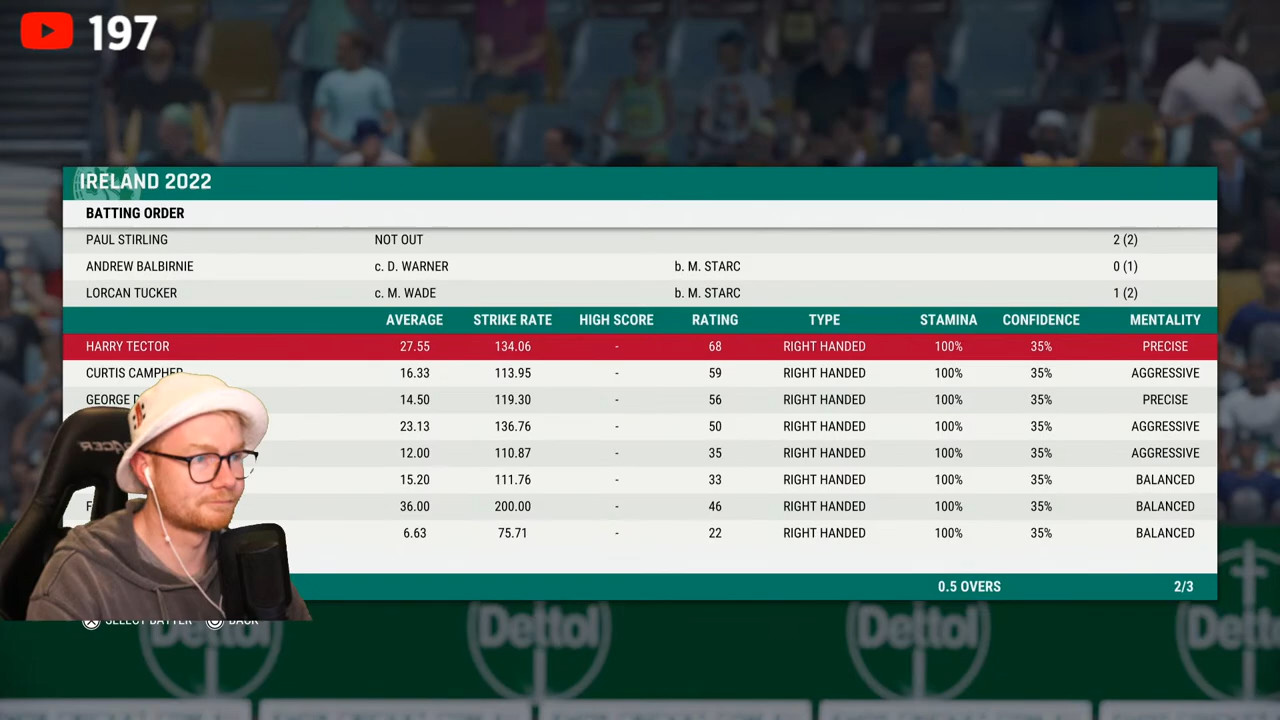 197
IRELAND 2022
BATTING ORDER
PAUL STIRLING NOT OUT 2 (2)
ANDREW BALBIRNIE c. D. WARNER b. M. STARC 0 (1)
LORCAN TUCKER c. M. WADE b. M. STARC 1 (2)
AVERAGE STRIKE RATE HIGH SCORE RATING TYPE STAMINA CONFIDENCE MENTALITY
HARRY TECTOR 27.55 134.06 - 68 RIGHT HANDED 100% 35% PRECISE
CURTIS CAMPHER 16.33 113.95 - 59 RIGHT HANDED 100% 35% AGGRESSIVE
GEORGE 14.50 119.30 - 56 RIGHT HANDED 100% 35% PRECISE
23.13 136.76 - 50 RIGHT HANDED 100% 35% AGGRESSIVE
12.00 110.87 - 35 RIGHT HANDED 100% 35% AGGRESSIVE
15.20 111.76 - 33 RIGHT HANDED 100% 35% BALANCED
36.00 200.00 - 46 RIGHT HANDED 100% 35% BALANCED
6.63 75.71 - 22 RIGHT HANDED 100% 35% BALANCED
0.5 OVERS 2/3
SELECT BATTER BACK
Dettol Dettol Dettol Dettol